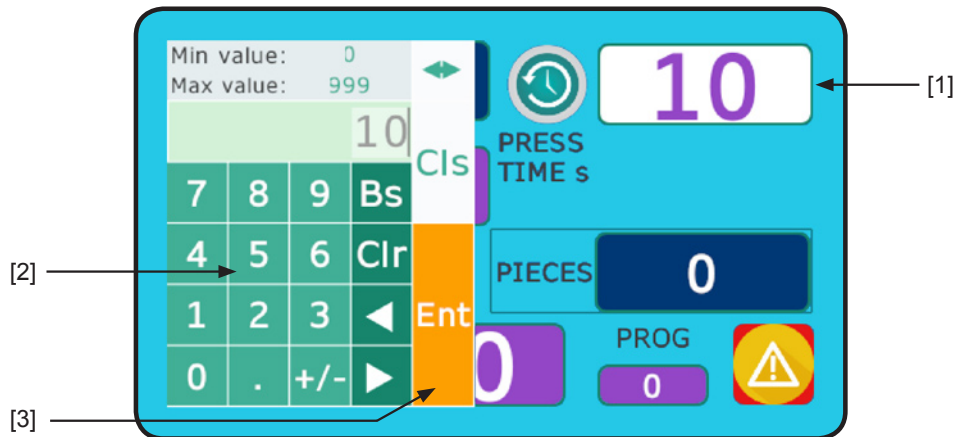 Min value: 0
Max value: 999
10
Cls
7 8 9 Bs
4 5 6 Clr
1 2 3
Ent
0 . +/-
10
PRESS
TIME s
PIECES 0
0
PROG
0
[1]
[2]
[3]